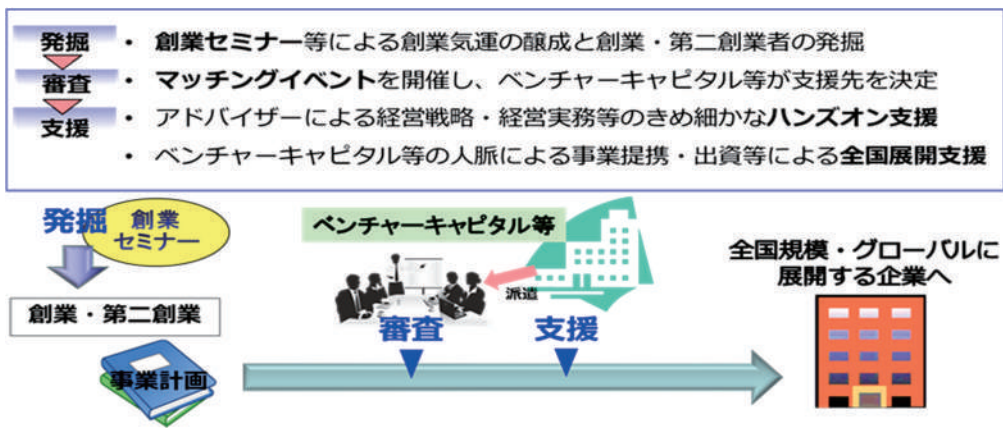 発掘 ・ 創業セミナー等による創業気運の醸成と創業・第二創業者の発掘
審査 ・ マッチングイベントを開催し、ベンチャーキャピタル等が支援先を決定
支援 ・ アドバイザーによる経営戦略・経営実務等のきめ細かなハンズオン支援
・ ベンチャーキャピタル等の人脈による事業提携・出資等による全国展開支援
発掘
創業
セミナー
創業・第二創業
事業計画
ベンチャーキャピタル等
派遣
審査
支援
全国規模・グローバルに
展開する企業へ